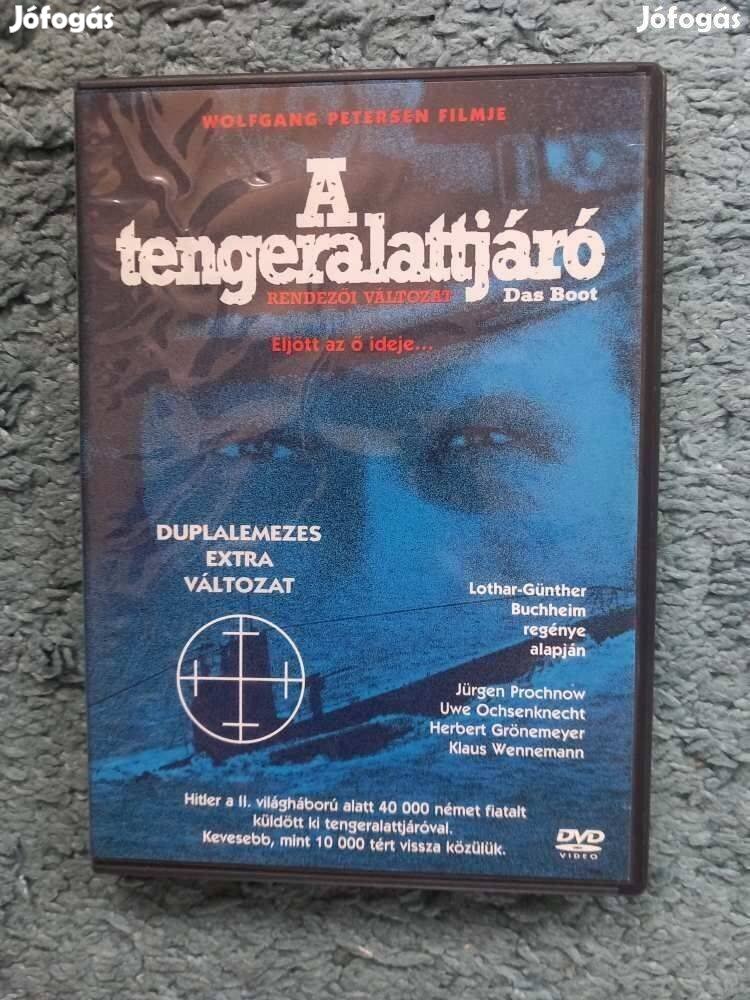 Jófogás Jófogás
WOLFGANG PETERSEN FILMJE
A
tengeralattjáró
RENDEZŐI VÁLTOZAT Das Boot
Eljött az ő ideje...
DUPLALEMEZES
EXTRA
VÁLTOZAT
Lothar-Günther
Buchheim
regénye
alapján
Jürgen Prochnow
Uwe Ochsenknecht
Herbert Grönemeyer
Klaus Wennemann
Hitler a II. világháború alatt 40 000 német fiatalt
küldött ki tengeralattjáróval.
Kevesebb, mint 10 000 tért vissza közülük.
DVD
VIDEO